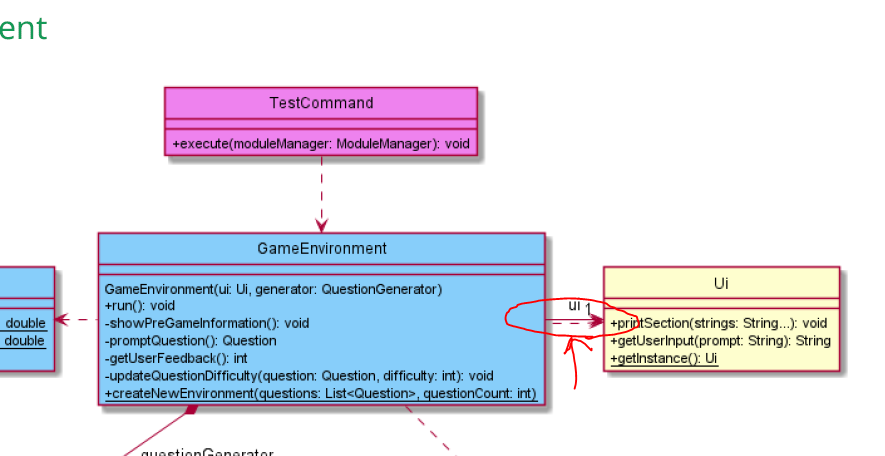 ent
TestCommand
+execute(moduleManager: ModuleManager): void
GameEnvironment
GameEnvironment(ui: Ui, generator: QuestionGenerator)
+run(): void
-showPreGameInformation(): void
-promptQuestion(): Question
-getUserFeedback(): int
-updateQuestionDifficulty(question: Question, difficulty: int): void
+createNewEnvironment(questions: List<Question>, questionCount: int)
double
double
ui 1
Ui
+printSection(strings: String...): void
+getUserInput(prompt: String): String
+getInstance(): Ui
questionGenerator